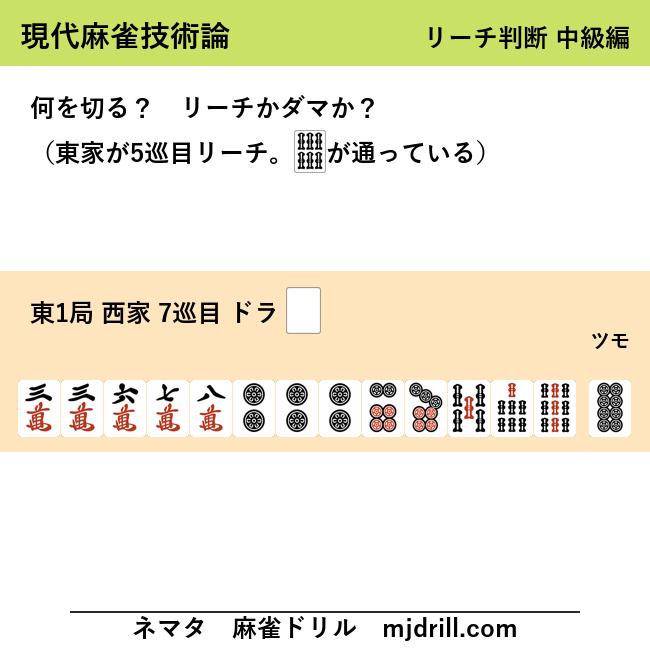 現代麻雀技術論
リーチ判断 中級編
何を切る？　リーチかダマか？
（東家が5巡目リーチ。が通っている）
東1局 西家 7巡目 ドラ
ツモ
三萬 三萬 六萬 七萬 八萬
ネマタ　麻雀ドリル　mjdrill.com